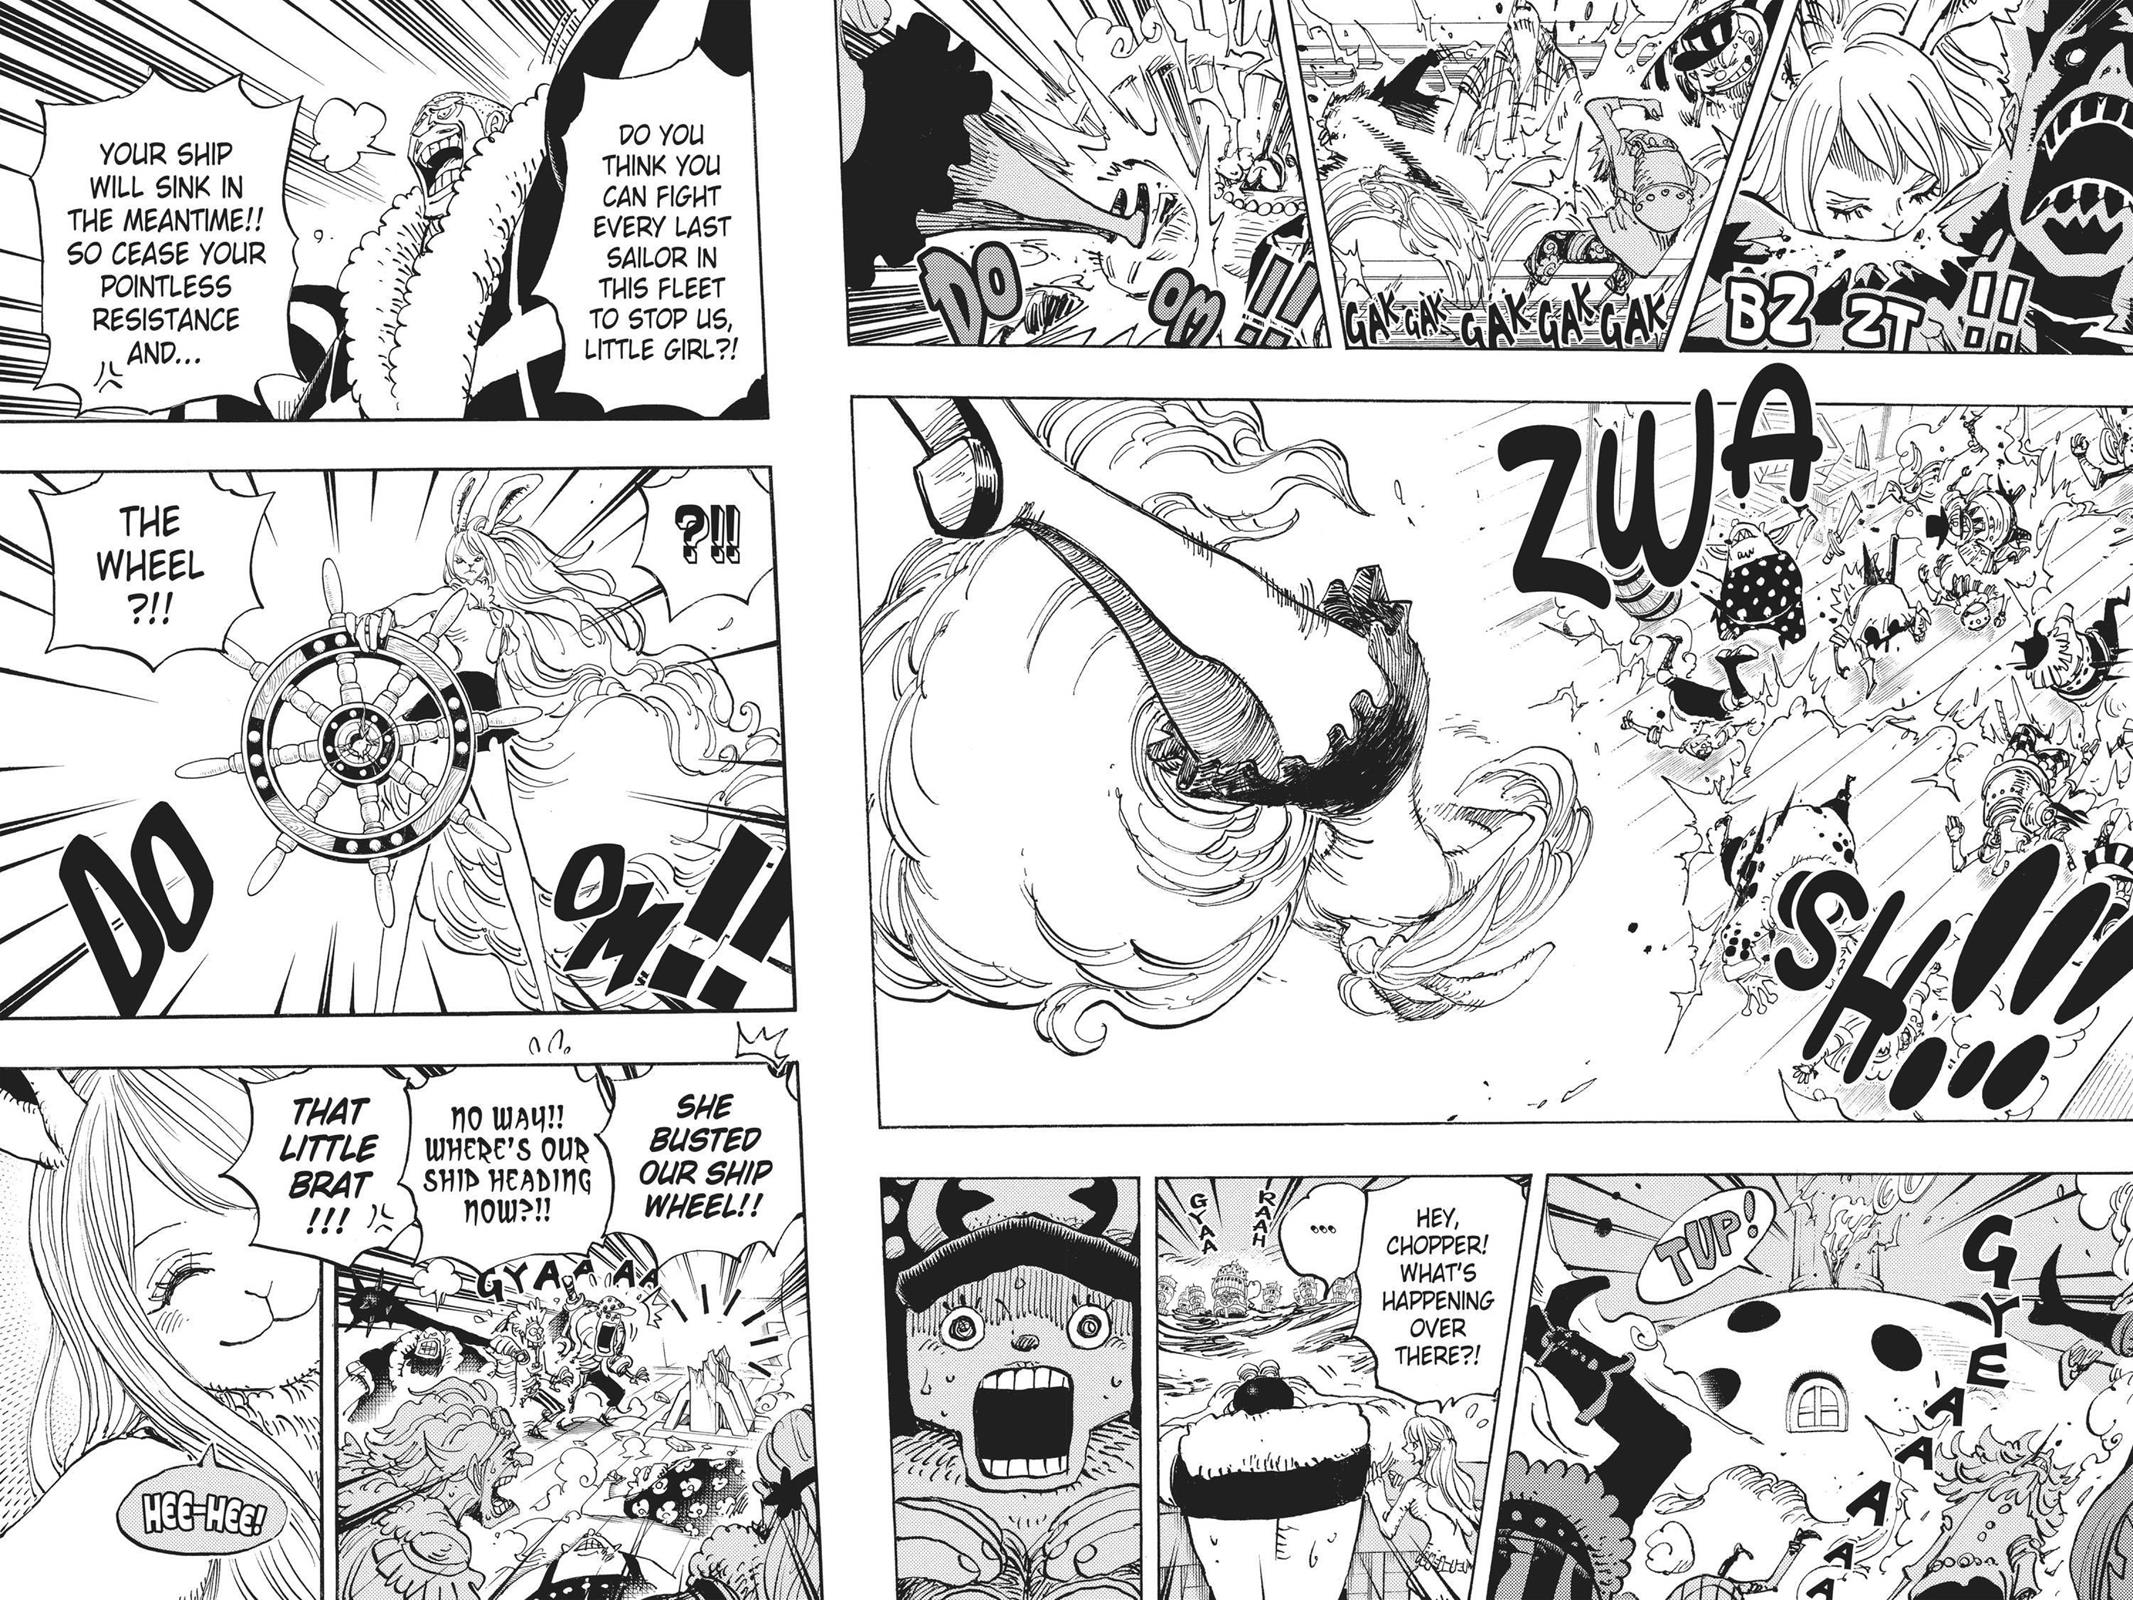 BZ ZT!!
GAK GAK GAK GAK GAK
DO OM!!
ZWA
SH!!!
TUP!
GYEAAAAA
HEY,
CHOPPER!
WHAT'S
HAPPENING
OVER
THERE?!
...
RAAH
GYAA
DO YOU
THINK YOU
CAN FIGHT
EVERY LAST
SAILOR IN
THIS FLEET
TO STOP US,
LITTLE GIRL?!
YOUR SHIP
WILL SINK IN
THE MEANTIME!!
SO CEASE YOUR
POINTLESS
RESISTANCE
AND...
?!!
THE
WHEEL
?!!
DO OM!!
SHE
BUSTED
OUR SHIP
WHEEL!!
NO WAY!!
WHERE'S OUR
SHIP HEADING
NOW?!!
THAT
LITTLE
BRAT
!!!
GYAAAAA
HEE-HEE!